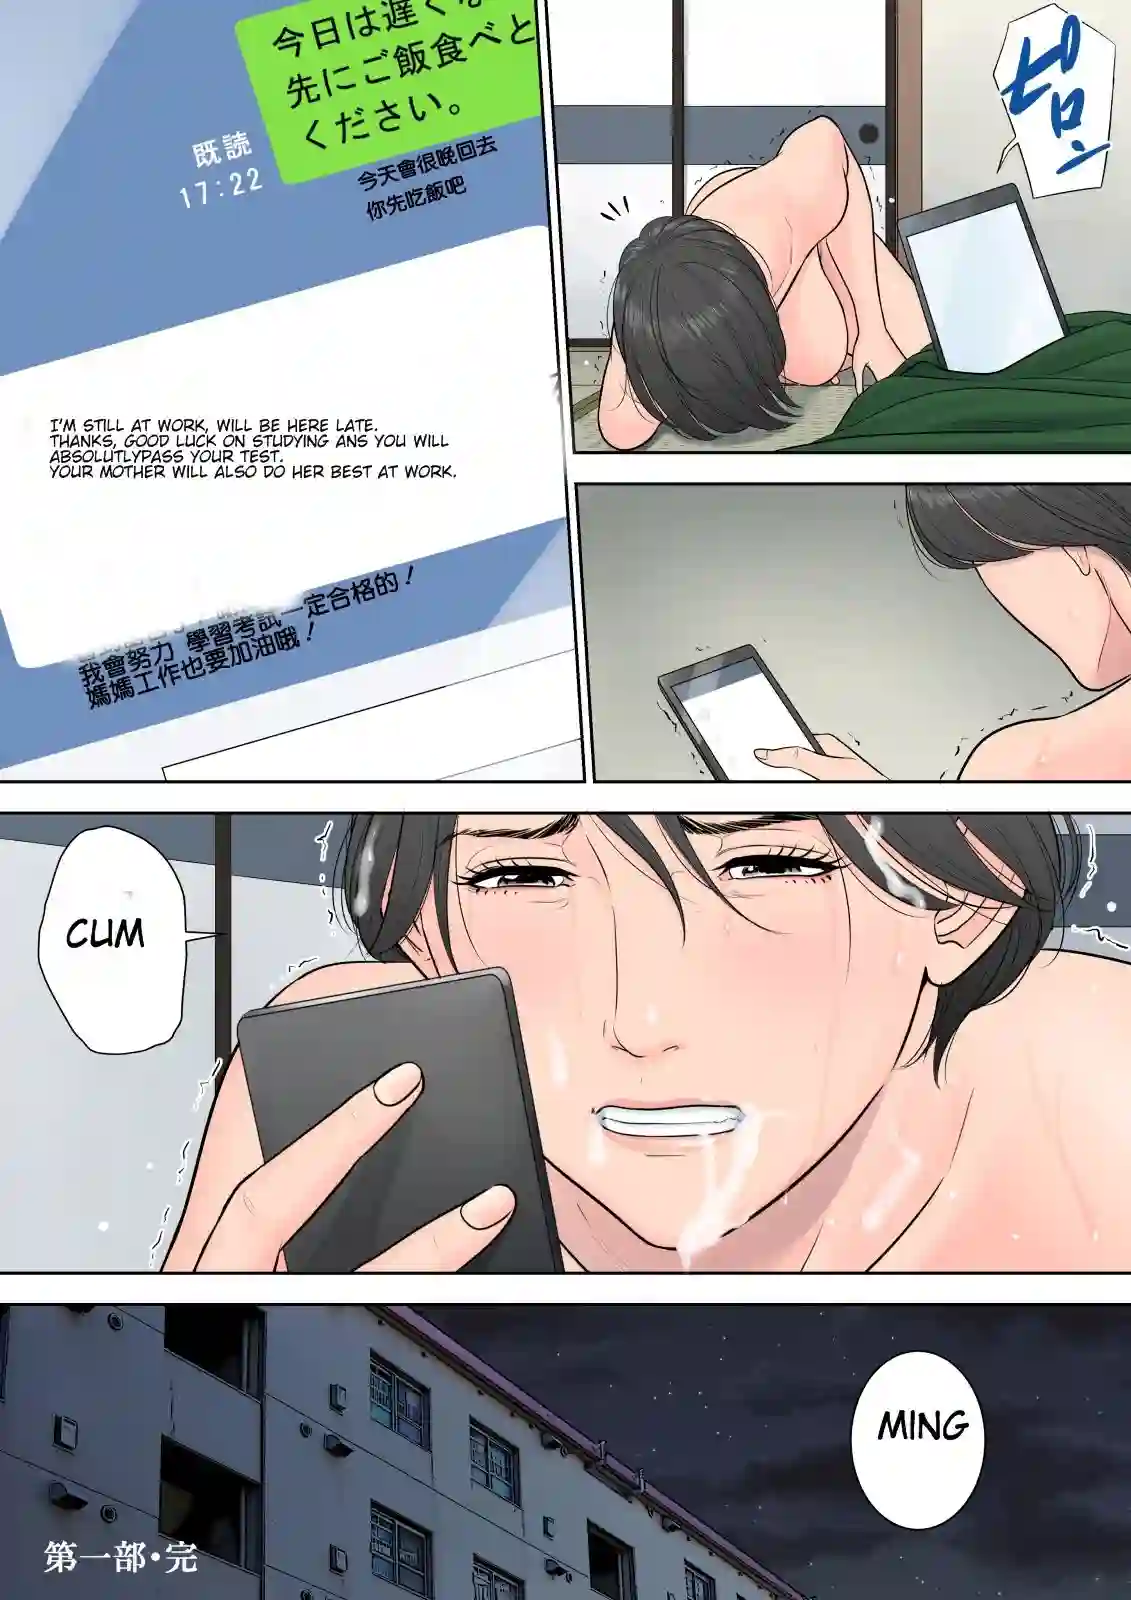 今日は遅くな
先にご飯食べと
ください。
既読
17:22
今天會很晚回去
你先吃飯吧
ピロン
I'M STILL AT WORK, WILL BE HERE LATE.
THANKS, GOOD LUCK ON STUDYING ANS YOU WILL
ABSOLUTLYPASS YOUR TEST.
YOUR MOTHER WILL ALSO DO HER BEST AT WORK.
學習考試一定合格的！
我會努力
媽媽工作也要加油哦！
CUM
MING
第一部・完